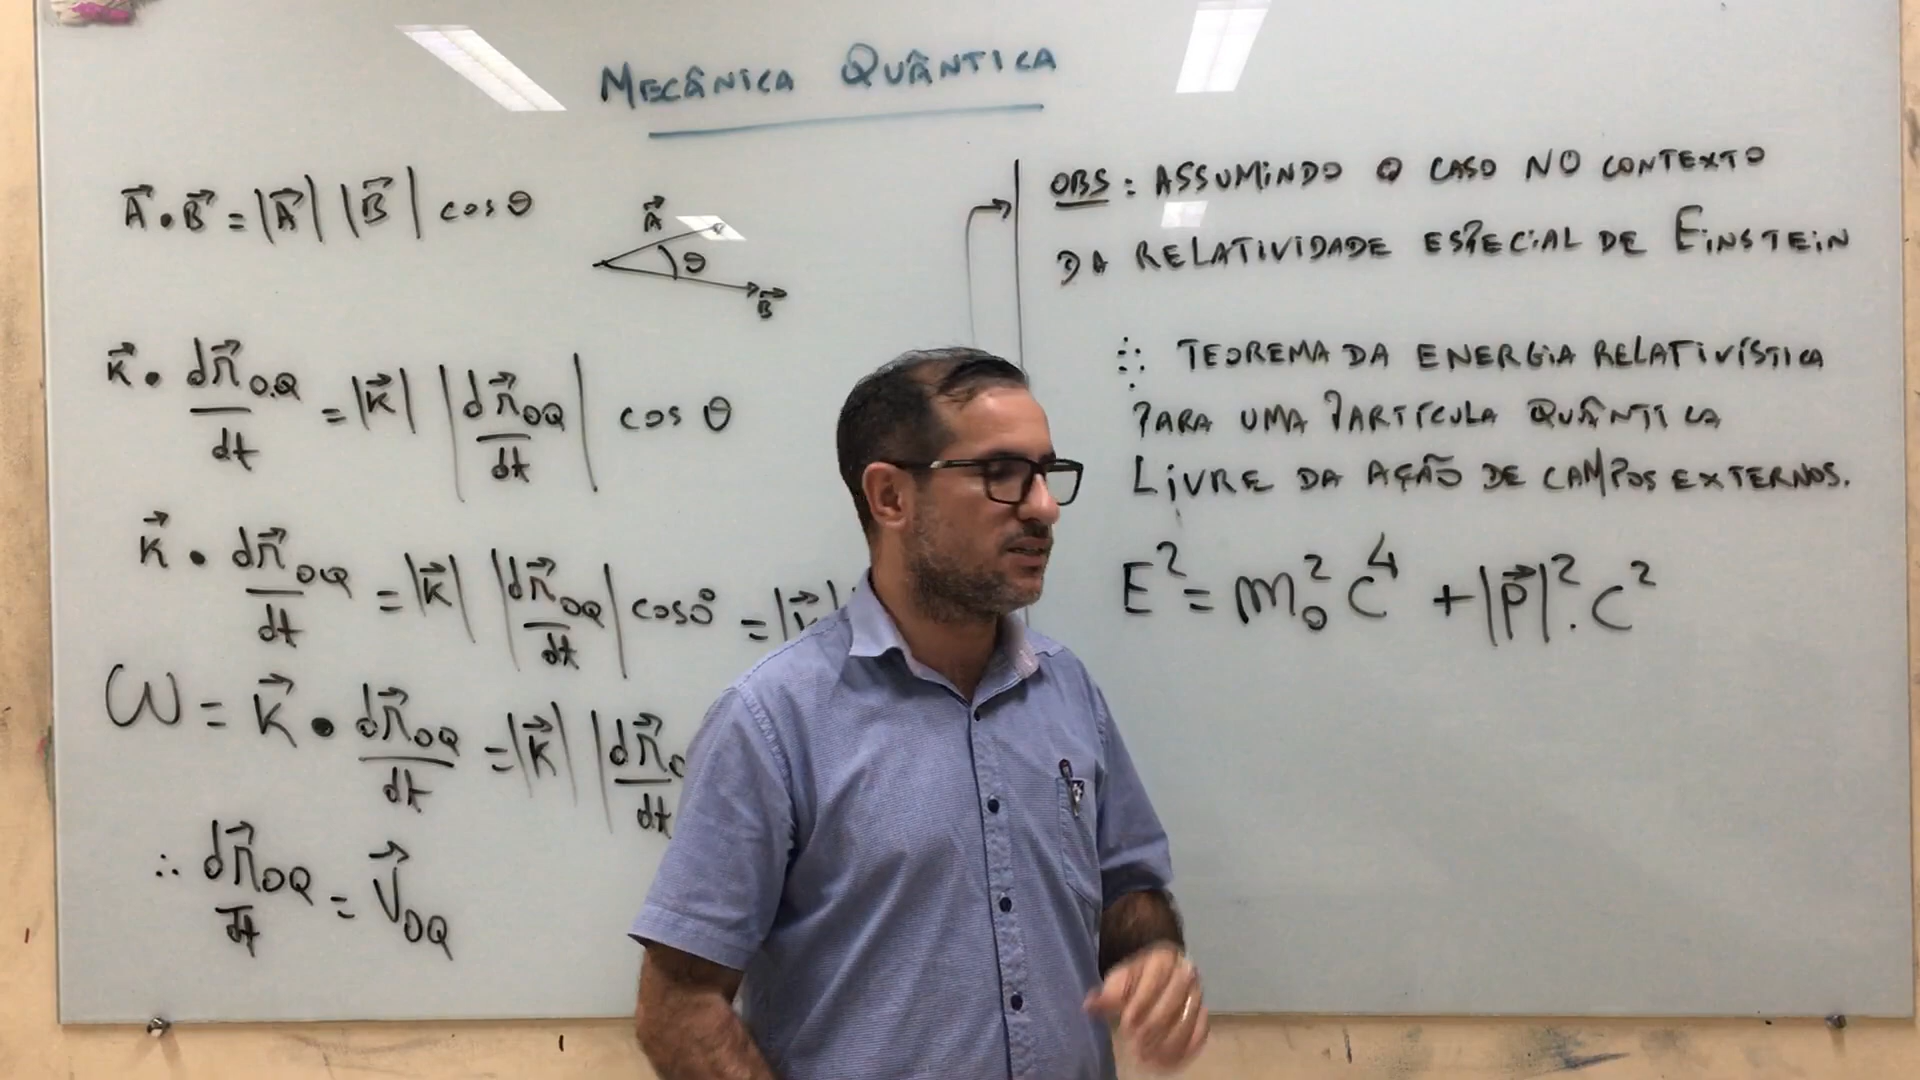 MECÂNICA QUÂNTICA
A⃗ • B⃗ = |A⃗| |B⃗| cos θ
A⃗
θ
B⃗
K⃗ • dr⃗OQ/dt = |K⃗| |dr⃗OQ/dt| cos θ
K⃗ • dr⃗OQ/dt = |K⃗| |dr⃗OQ/dt| cos 0° = |K⃗|
ω = K⃗ • dr⃗OQ/dt = |K⃗| |dr⃗O/dt
∴ dr⃗OQ/dt = V⃗OQ
OBS: ASSUMINDO O CASO NO CONTEXTO
DA RELATIVIDADE ESPECIAL DE EINSTEIN
∴ TEOREMA DA ENERGIA RELATIVÍSTICA
PARA UMA PARTÍCULA QUÂNTICA
LIVRE DA AÇÃO DE CAMPOS EXTERNOS.
E² = m₀² C⁴ + |P⃗|² . C²